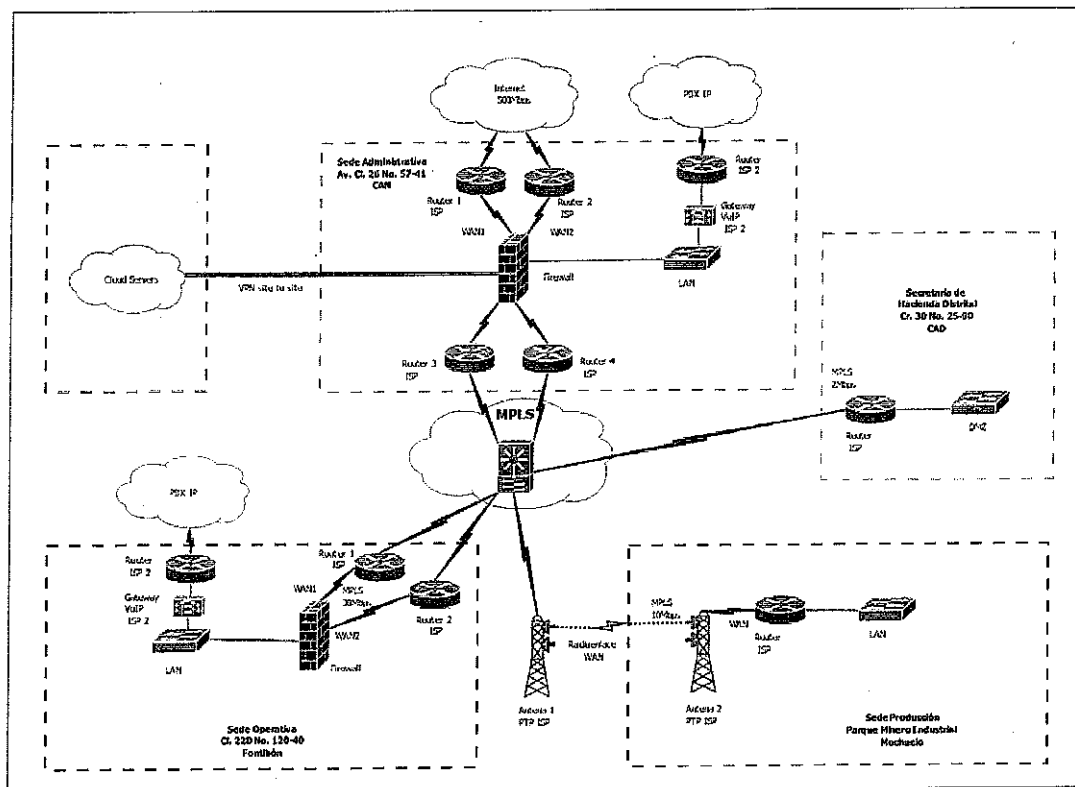 Internet
PBX IP
Sede Administrativa
Av. Cl. 26 No. 57-41
CAN
Router 1
ISP
Router 2
ISP
Router
ISP 2
Gateway
VoIP
ISP 2
WAN1
WAN2
Firewall
LAN
Cloud Servers
VPN site to site
Router 3
ISP
Router 4
ISP
Secretaría de
Hacienda Distrital
Cr. 30 No. 25-90
CAD
MPLS
2Mbps
Router
ISP
DMZ
MPLS
PBX IP
Router
ISP 2
Gateway
VoIP
ISP 2
LAN
WAN1
Router 1
ISP
MPLS
WAN2
Router 2
ISP
Firewall
Sede Operativa
Cl. 22D No. 120-40
Fontibón
Antena 1
PTP ISP
Radioenlace
WAN
MPLS
10Mbps
Antena 2
PTP ISP
WAN
Router
ISP
LAN
Sede Producción
Parque Minero Industrial
Mochuelo